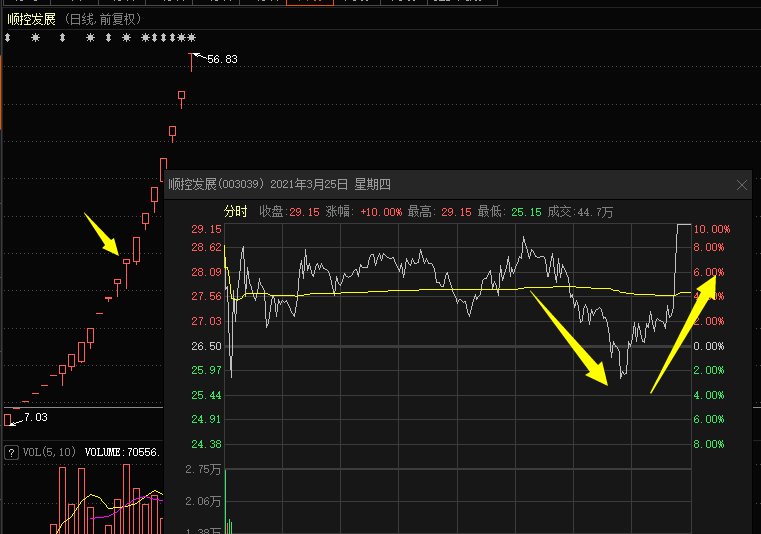 顺控发展 (日线,前复权)
56.83
顺控发展(003039) 2021年3月25日 星期四
分时 收盘:29.15 涨幅: +10.00% 最高: 29.15 最低: 25.15 成交:44.7万
29.15 10.00%
28.62 8.00%
28.09 6.00%
27.56
27.03 2.00%
26.50 0.00%
25.97 2.00%
25.44 4.00%
24.91 6.00%
24.38 8.00%
7.03
? VOL(5,10) VOLUME:70556.
2.75万
2.06万
1.38万